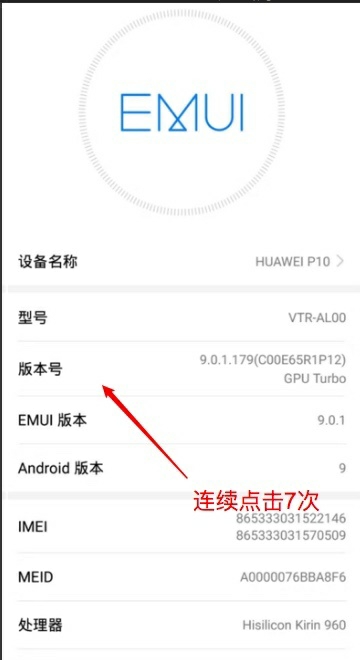 EMUI
设备名称 HUAWEI P10
型号 VTR-AL00
版本号 9.0.1.179(C00E65R1P12)
GPU Turbo
EMUI 版本 9.0.1
Android 版本 9
连续点击7次
IMEI 865333031522146
865333031570509
MEID A0000076BBA8F6
处理器 Hisilicon Kirin 960